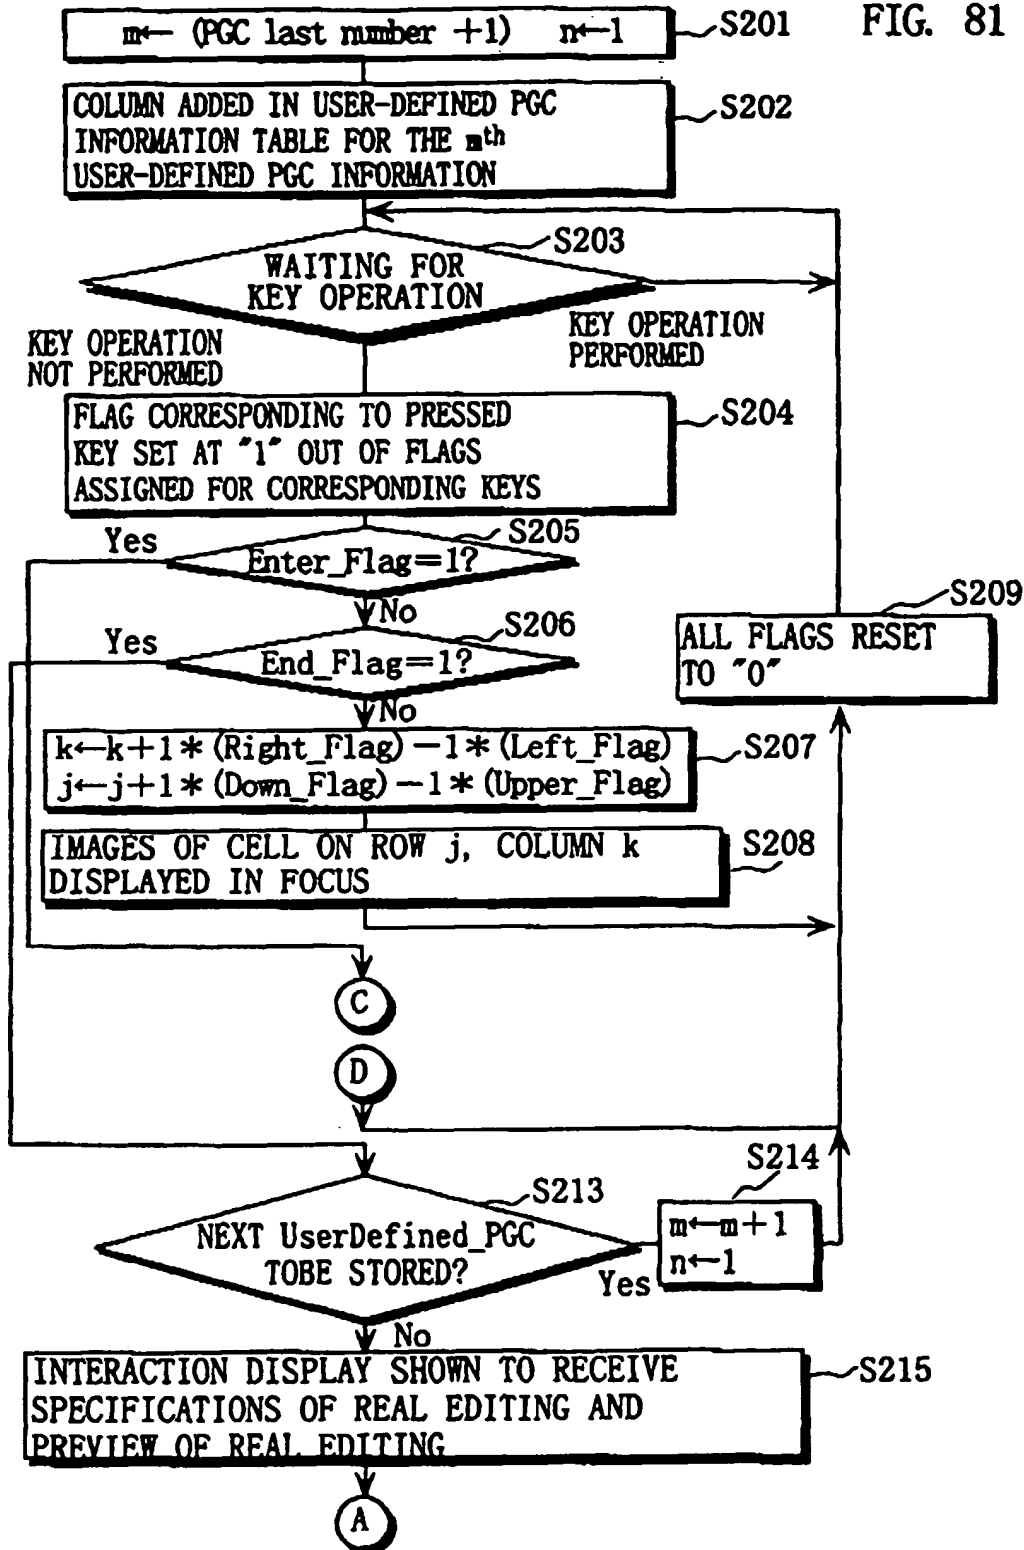 FIG. 81
m← (PGC last number +1) n←1
S201
COLUMN ADDED IN USER-DEFINED PGC
INFORMATION TABLE FOR THE mth
USER-DEFINED PGC INFORMATION
S202
S203
WAITING FOR
KEY OPERATION
KEY OPERATION
NOT PERFORMED
KEY OPERATION
PERFORMED
FLAG CORRESPONDING TO PRESSED
KEY SET AT "1" OUT OF FLAGS
ASSIGNED FOR CORRESPONDING KEYS
S204
S205
Yes
Enter_Flag=1?
No
S206
Yes
End_Flag=1?
No
S209
ALL FLAGS RESET
TO "0"
k←k+1*(Right_Flag)-1*(Left_Flag)
j←j+1*(Down_Flag)-1*(Upper_Flag)
S207
IMAGES OF CELL ON ROW j, COLUMN k
DISPLAYED IN FOCUS
S208
C
D
S213
NEXT UserDefined_PGC
TOBE STORED?
Yes
S214
m←m+1
n←1
No
INTERACTION DISPLAY SHOWN TO RECEIVE
SPECIFICATIONS OF REAL EDITING AND
PREVIEW OF REAL EDITING
S215
A